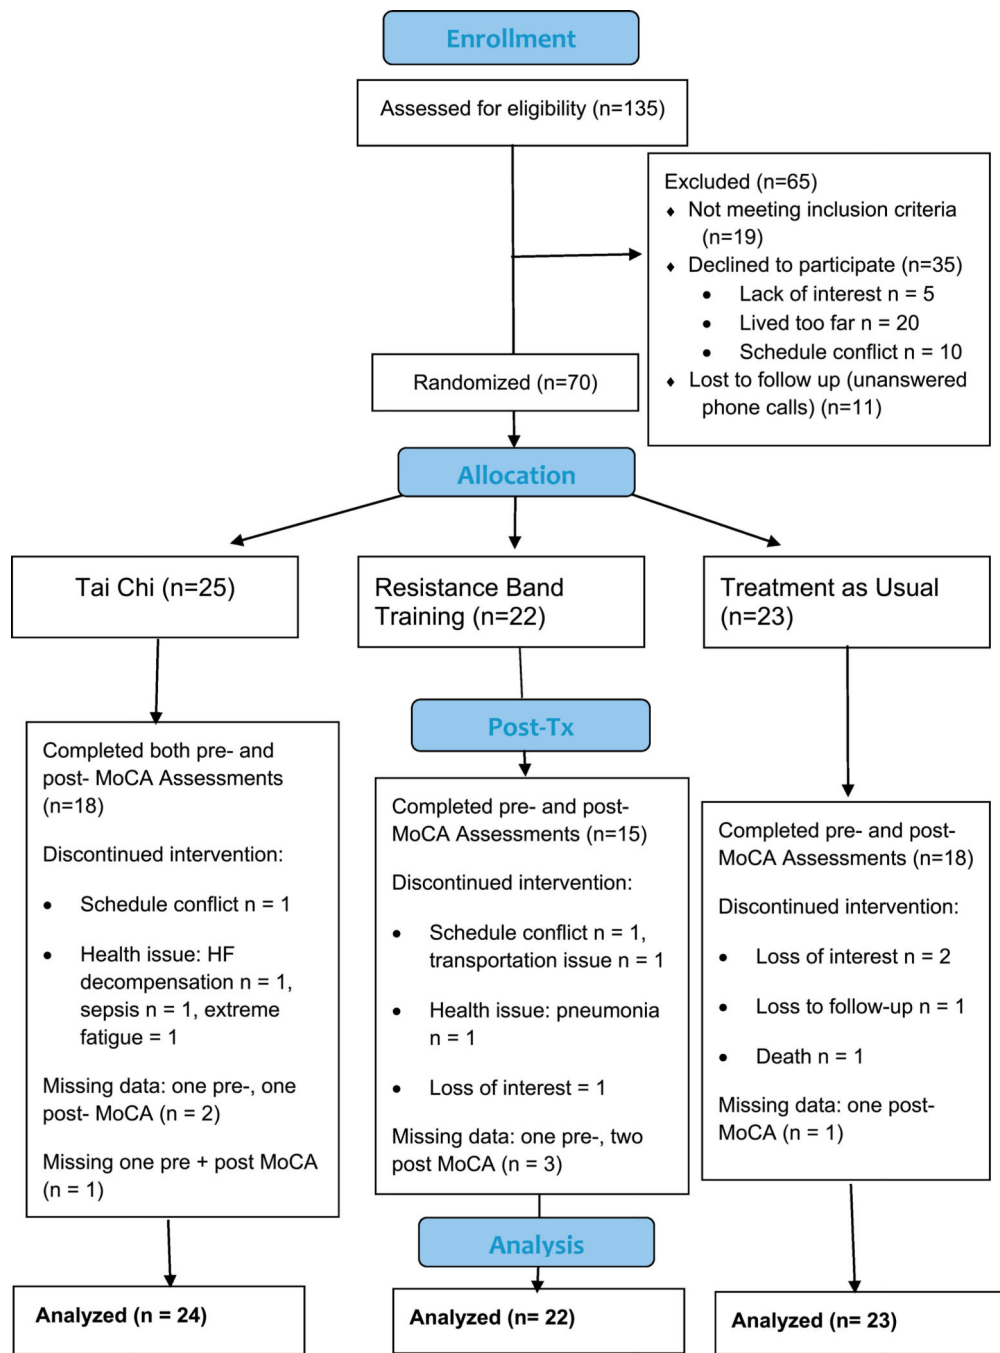 Enrollment
Assessed for eligibility (n=135)
Excluded (n=65)
♦ Not meeting inclusion criteria
(n=19)
♦ Declined to participate (n=35)
• Lack of interest n = 5
• Lived too far n = 20
• Schedule conflict n = 10
♦ Lost to follow up (unanswered
phone calls) (n=11)
Randomized (n=70)
Allocation
Tai Chi (n=25)
Resistance Band
Training (n=22)
Treatment as Usual
(n=23)
Post-Tx
Completed both pre- and
post- MoCA Assessments
(n=18)
Discontinued intervention:
• Schedule conflict n = 1
• Health issue: HF
decompensation n = 1,
sepsis n = 1, extreme
fatigue = 1
Missing data: one pre-, one
post- MoCA (n = 2)
Missing one pre + post MoCA
(n = 1)
Completed pre- and post-
MoCA Assessments (n=15)
Discontinued intervention:
• Schedule conflict n = 1,
transportation issue n = 1
• Health issue: pneumonia
n = 1
• Loss of interest = 1
Missing data: one pre-, two
post MoCA (n = 3)
Completed pre- and post-
MoCA Assessments (n=18)
Discontinued intervention:
• Loss of interest n = 2
• Loss to follow-up n = 1
• Death n = 1
Missing data: one post-
MoCA (n = 1)
Analysis
Analyzed (n = 24)
Analyzed (n= 22)
Analyzed (n= 23)